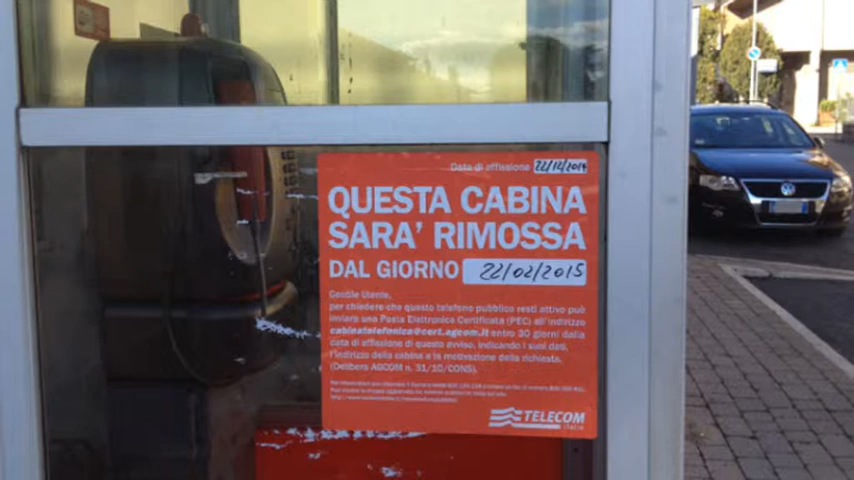 Data di affissione 22/12/2014
QUESTA CABINA
SARA' RIMOSSA
DAL GIORNO 22/02/2015
Gentile Utente,
per chiedere che questo telefono pubblico resti attivo può
inviare una Posta Elettronica Certificata (PEC) all'indirizzo
cabinatelefonica@cert.agcom.it entro 30 giorni dalla
data di affissione di questo avviso, indicando i suoi dati,
l'indirizzo della cabina e la motivazione della richiesta.
(Delibera AGCOM n. 31/10/CONS).
TELECOM
ITALIA